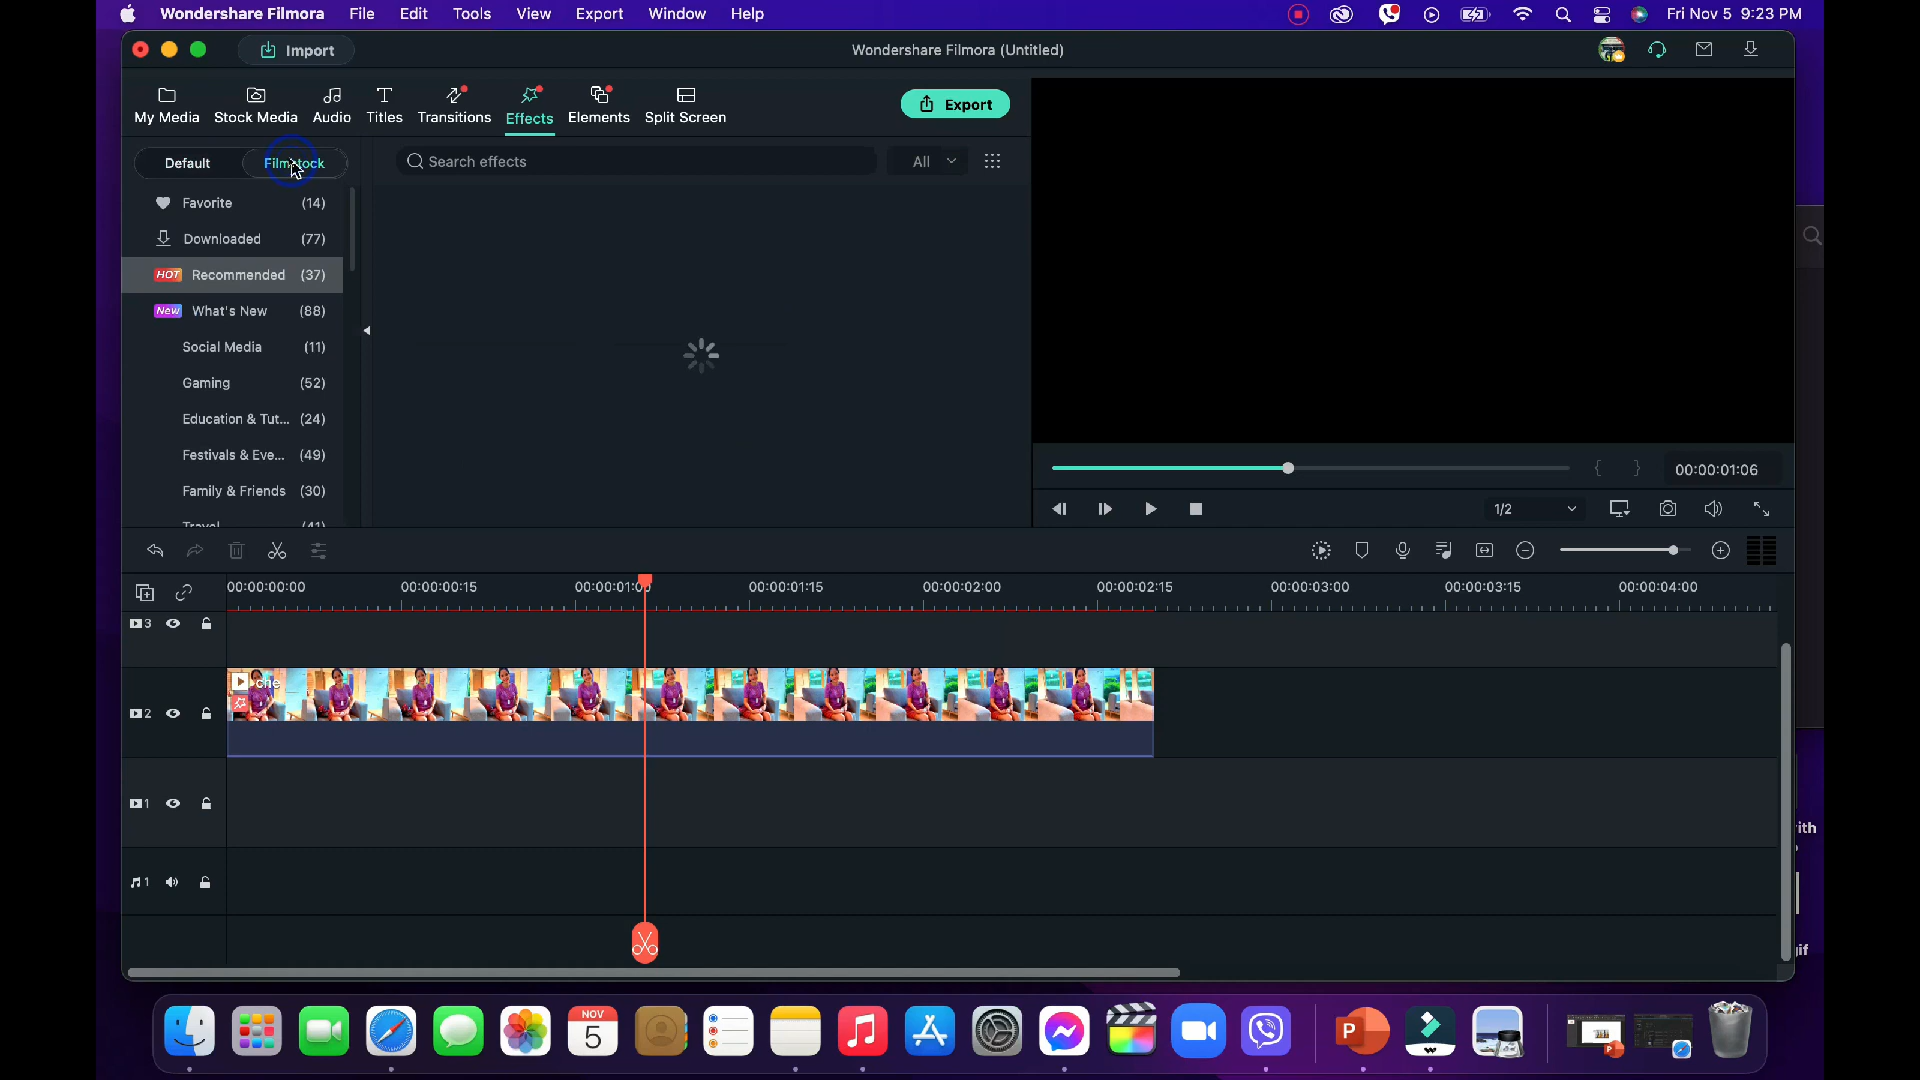 Wondershare Filmora File Edit Tools View Export Window Help Fri Nov 5 9:23 PM
Import Wondershare Filmora (Untitled)
My Media Stock Media Audio Titles Transitions Effects Elements Split Screen Export
Default Filmstock Search effects All
Favorite (14)
Downloaded (77)
HOT Recommended (37)
New What's New (88)
Social Media (11)
Gaming (52)
Education & Tut... (24)
Festivals & Eve... (49)
Family & Friends (30)
Travel (41)
00:00:01:06
1/2
00:00:00:00 00:00:00:15 00:00:01:00 00:00:01:15 00:00:02:00 00:00:02:15 00:00:03:00 00:00:03:15 00:00:04:00
3
2 che
1
1
ith
gif
NOV
5
P